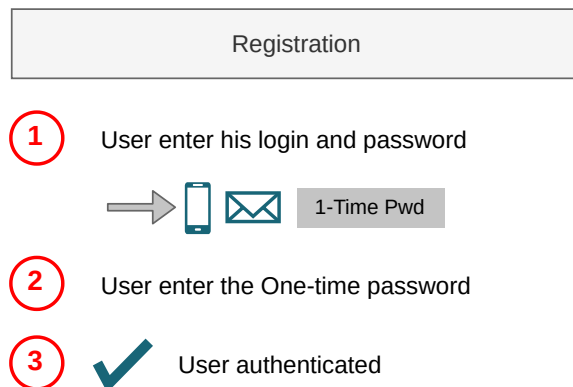 Registration
1
User enter his login and password
1-Time Pwd
2
User enter the One-time password
3
User authenticated